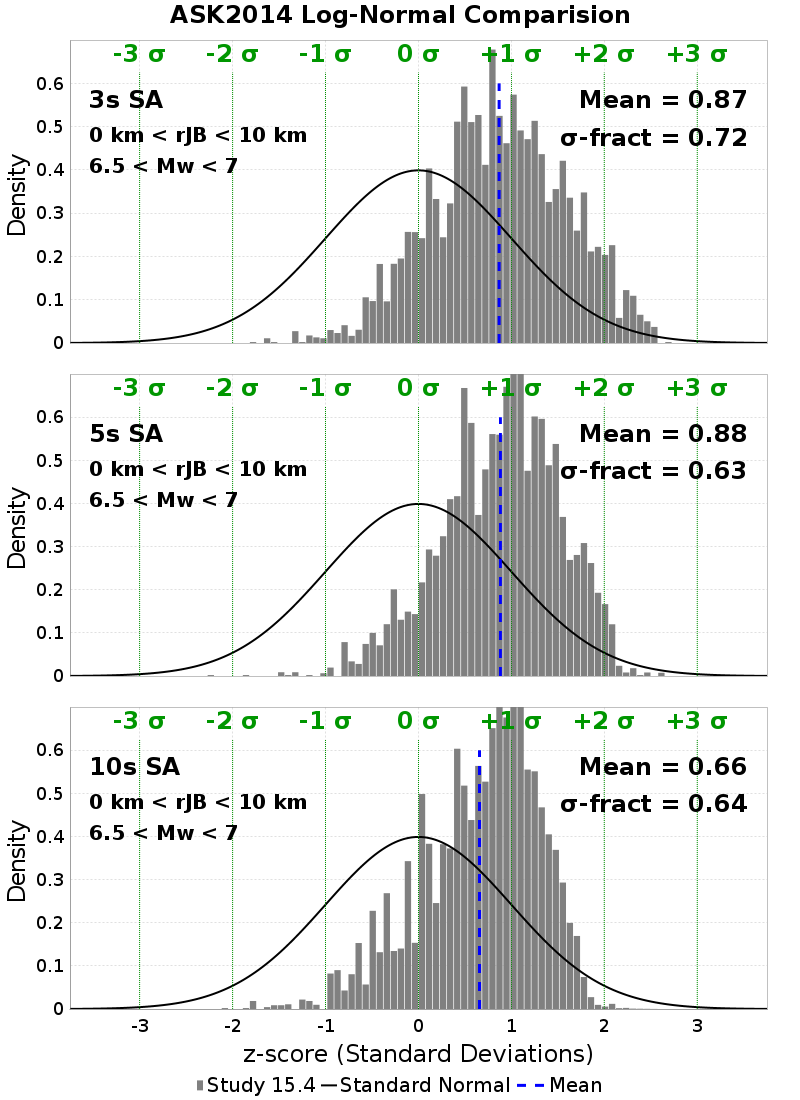 ASK2014 Log-Normal Comparision
-3 σ -2 σ -1 σ 0 σ +1 σ +2 σ +3 σ
3s SA
Mean = 0.87
0 km < rJB < 10 km
σ-fract = 0.72
6.5 < Mw < 7
Density
0.6
0.5
0.4
0.3
0.2
0.1
0
-3 σ -2 σ -1 σ 0 σ +1 σ +2 σ +3 σ
5s SA
Mean = 0.88
0 km < rJB < 10 km
σ-fract = 0.63
6.5 < Mw < 7
Density
0.6
0.5
0.4
0.3
0.2
0.1
0
-3 σ -2 σ -1 σ 0 σ +1 σ +2 σ +3 σ
10s SA
Mean = 0.66
0 km < rJB < 10 km
σ-fract = 0.64
6.5 < Mw < 7
Density
0.6
0.5
0.4
0.3
0.2
0.1
0
-3 -2 -1 0 1 2 3
z-score (Standard Deviations)
Study 15.4 Standard Normal Mean